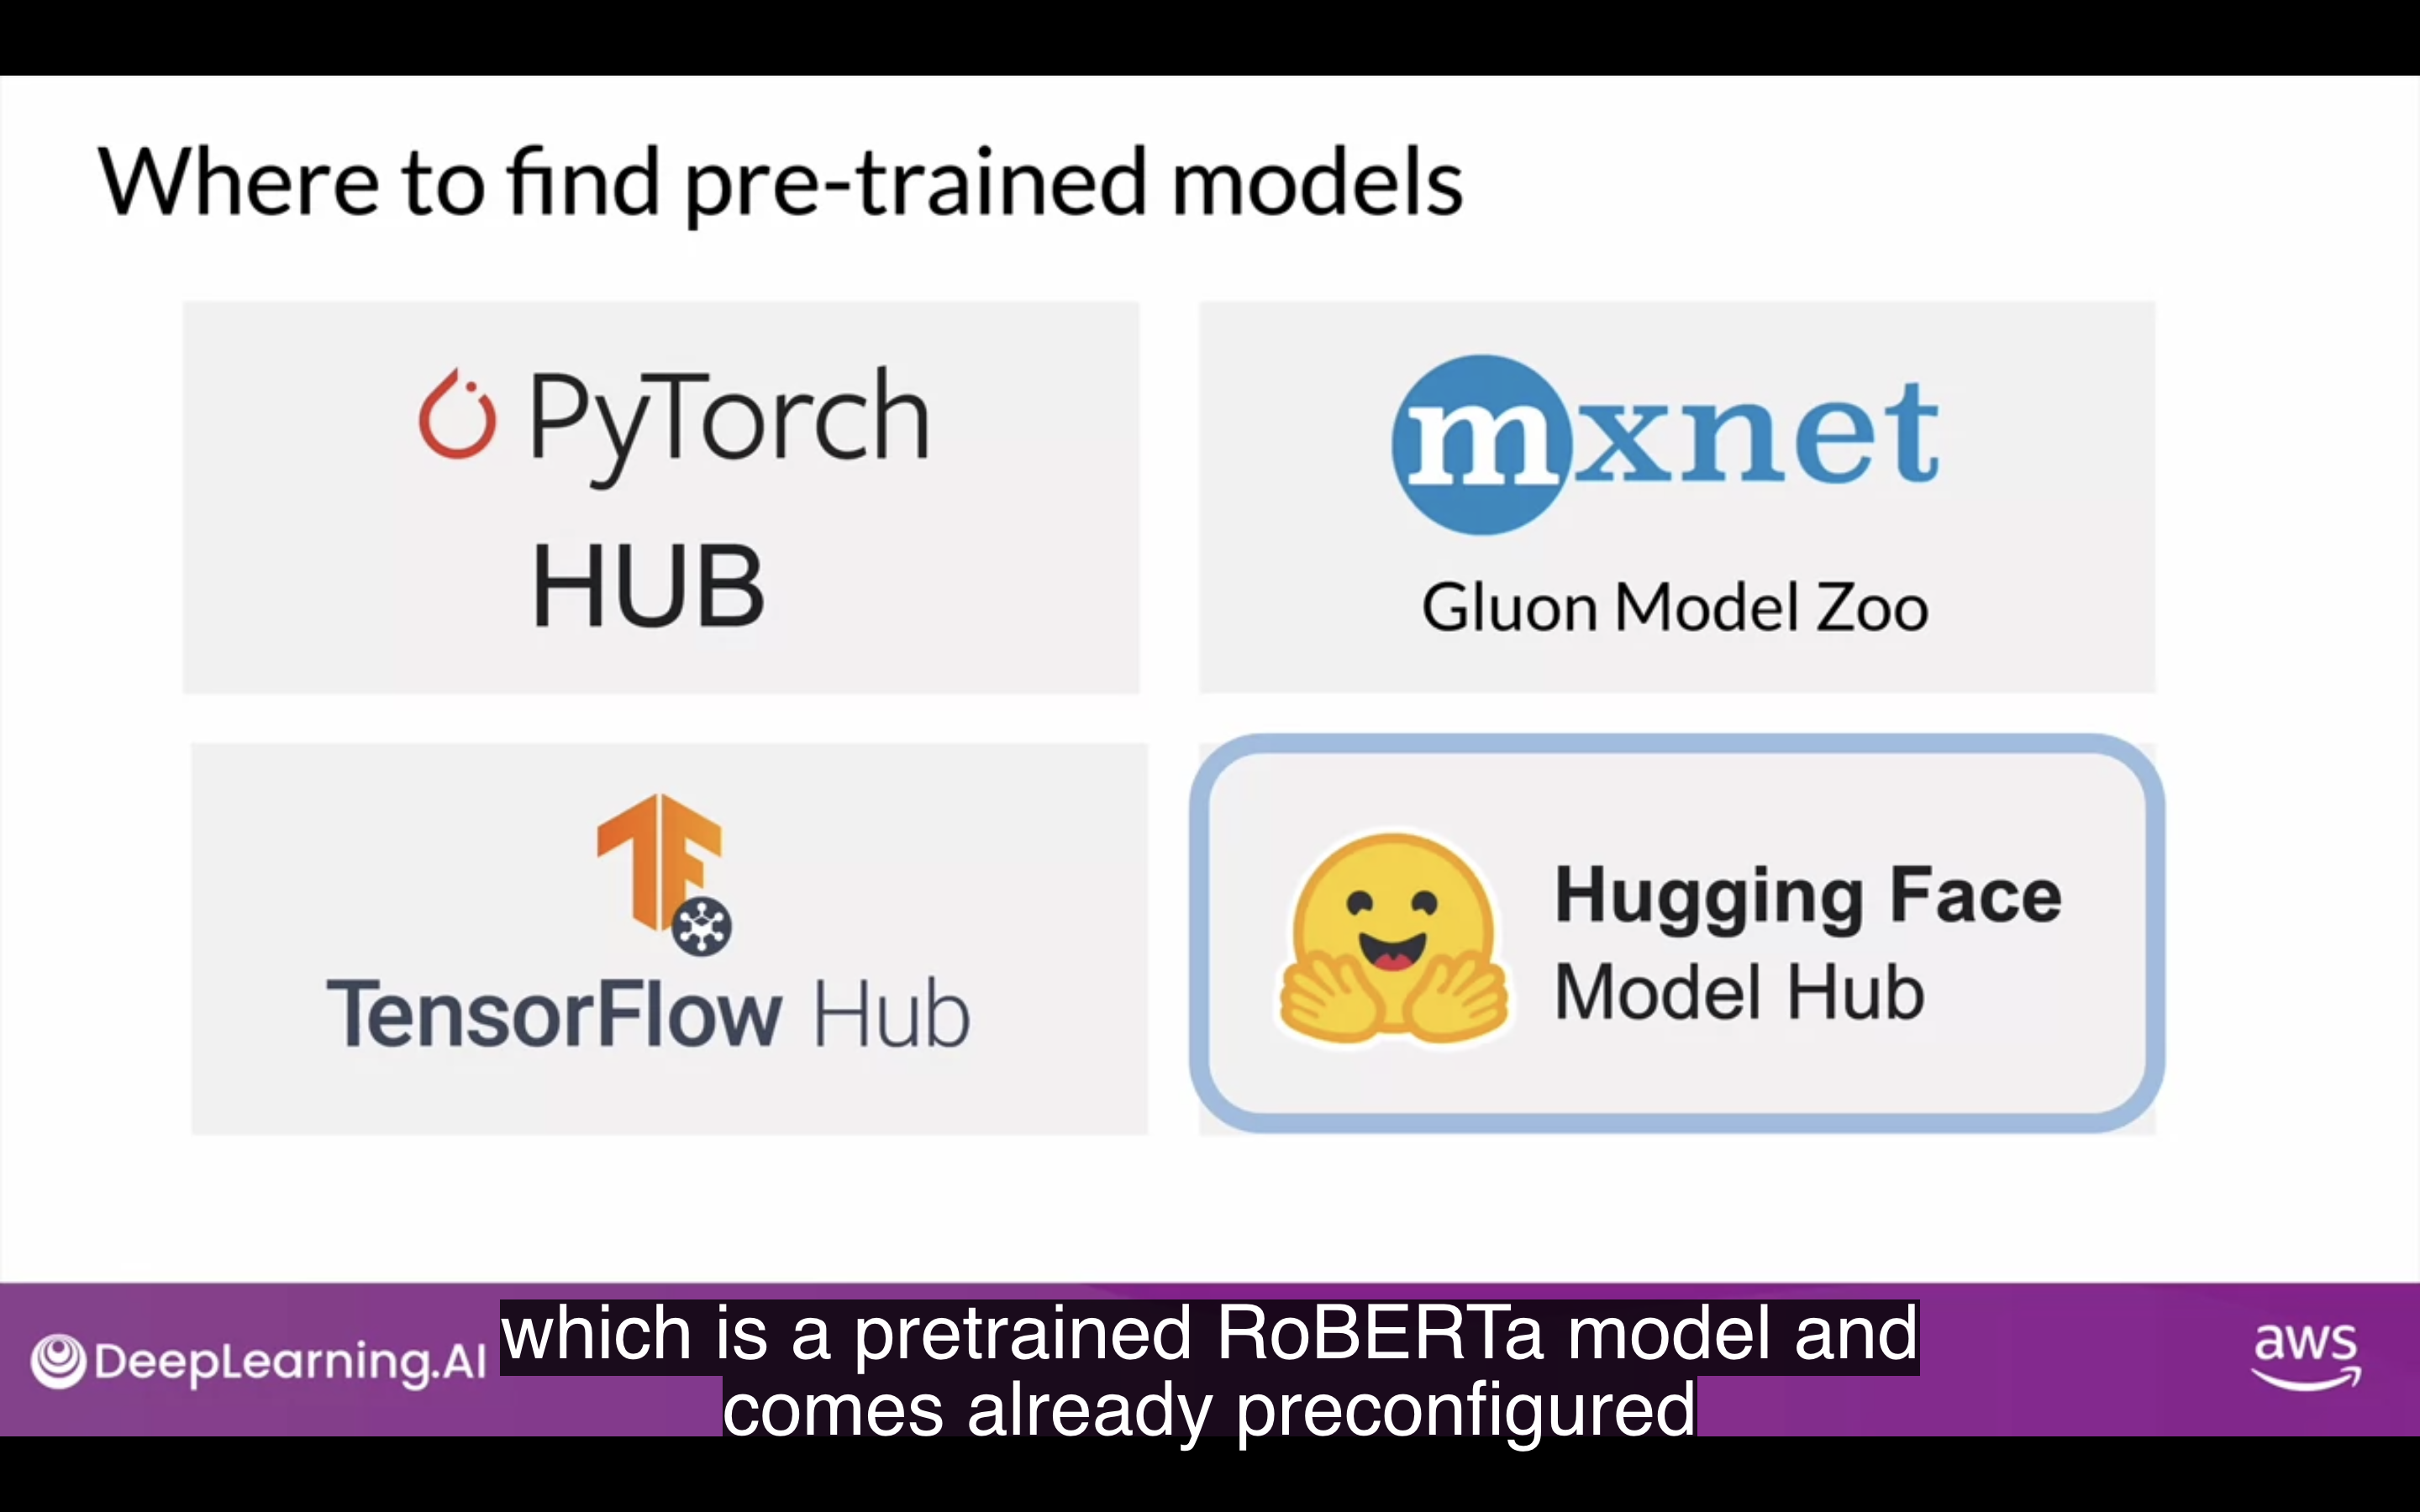 Where to find pre-trained models
PyTorch
HUB
mxnet
Gluon Model Zoo
TensorFlow Hub
Hugging Face
Model Hub
DeepLearning.AI
which is a pretrained RoBERTa model and
comes already preconfigured
aws